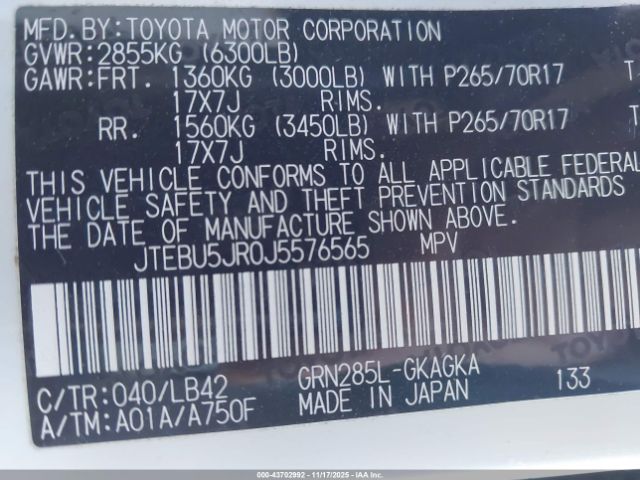 MFD.BY:TOYOTA MOTOR CORPORATION
GVWR:2855KG (6300LB)
GAWR:FRT. 1360KG (3000LB) WITH P265/70R17 T
17X7J RIMS.
RR. 1560KG (3450LB) WITH P265/70R17 T
17X7J RIMS.
THIS VEHICLE CONFORMS TO ALL APPLICABLE FEDERAL
VEHICLE SAFETY AND THEFT PREVENTION STANDARDS
THE DATE OF MANUFACTURE SHOWN ABOVE.
JTEBU5JR0J5576565 MPV
C/TR:040/LB42 GRN285L-GKAGKA 133
A/TM:A01A/A750F MADE IN JAPAN
000-43702992 - 11/17/2025 - IAAI